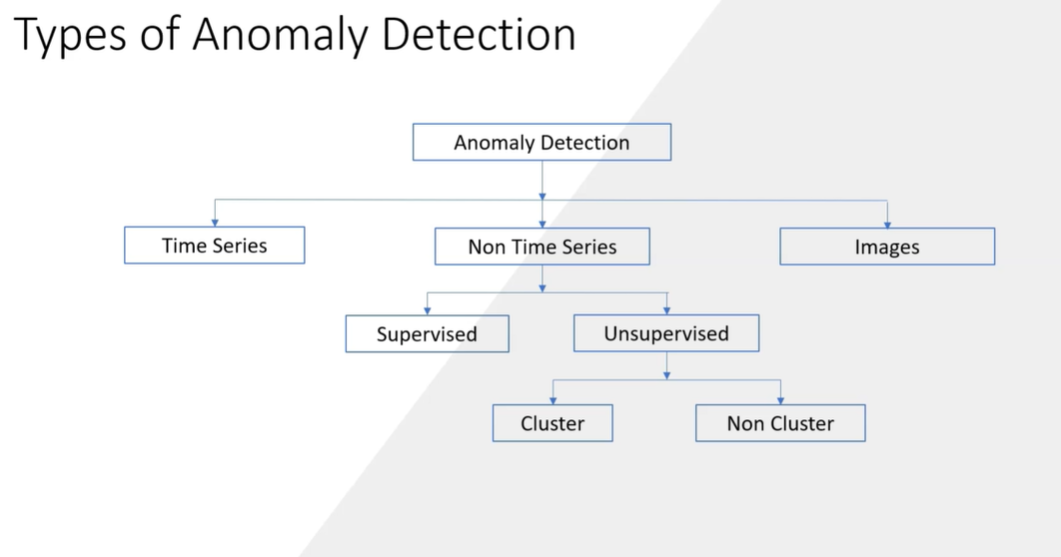 Types of Anomaly Detection
Anomaly Detection
Time Series
Non Time Series
Images
Supervised
Unsupervised
Cluster
Non Cluster